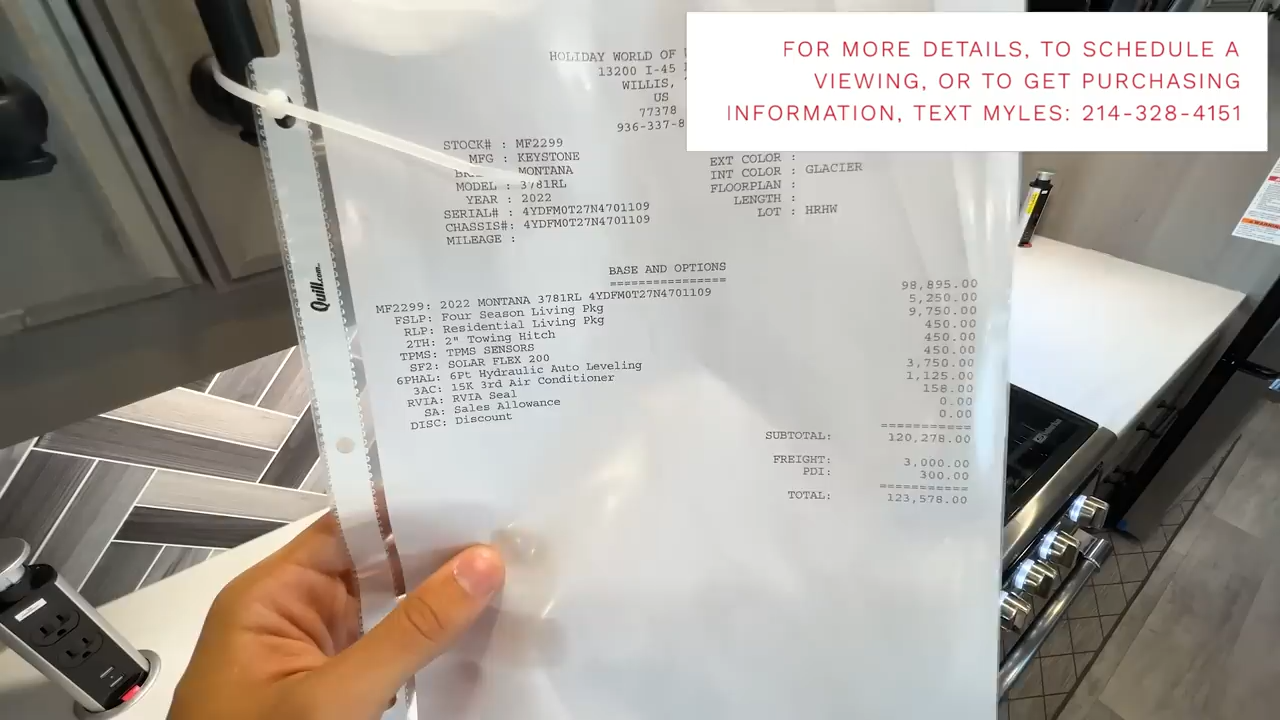 FOR MORE DETAILS, TO SCHEDULE A
VIEWING, OR TO GET PURCHASING
INFORMATION, TEXT MYLES: 214-328-4151
HOLIDAY WORLD OF
13200 I-45
WILLIS,
US
77378
936-337-8
STOCK# : MF2299
MFG : KEYSTONE
MONTANA
MODEL : 3781RL
YEAR : 2022
SERIAL# : 4YDFM0T27N4701109
CHASSIS#: 4YDFM0T27N4701109
MILEAGE :
EXT COLOR :
INT COLOR : GLACIER
FLOORPLAN :
LENGTH :
LOT : HRHW
BASE AND OPTIONS
================
MF2299: 2022 MONTANA 3781RL 4YDFM0T27N4701109 98,895.00
FSLP: Four Season Living Pkg 5,250.00
RLP: Residential Living Pkg 9,750.00
2TH: 2" Towing Hitch 450.00
TPMS: TPMS SENSORS 450.00
SF2: SOLAR FLEX 200 450.00
6PHAL: 6Pt Hydraulic Auto Leveling 3,750.00
3AC: 15K 3rd Air Conditioner 1,125.00
RVIA: RVIA Seal 158.00
SA: Sales Allowance 0.00
DISC: Discount 0.00
===========
SUBTOTAL: 120,278.00
FREIGHT: 3,000.00
PDI: 300.00
===========
TOTAL: 123,578.00
Quill.com